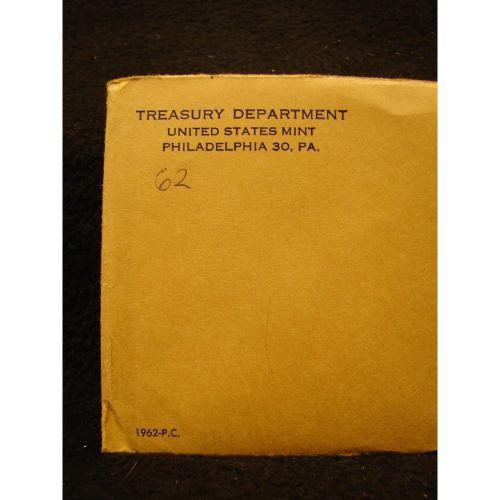 TREASURY DEPARTMENT
UNITED STATES MINT
PHILADELPHIA 30, PA.
62
1962-P.C.